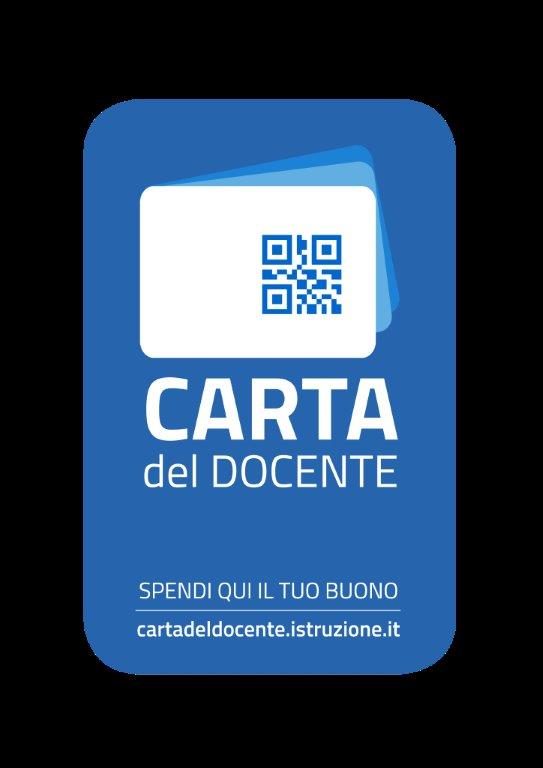 CARTA
del DOCENTE
SPENDI QUI IL TUO BUONO
cartadeldocente.istruzione.it